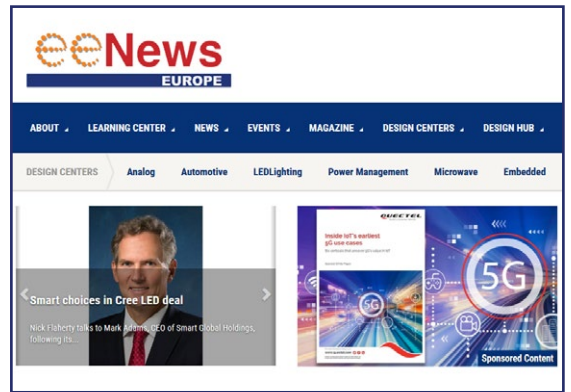 eeNews
EUROPE
ABOUT LEARNING CENTER NEWS EVENTS MAGAZINE DESIGN CENTERS DESIGN HUB
DESIGN CENTERS Analog Automotive LEDLighting Power Management Microwave Embedded
Smart choices in Cree LED deal
Nick Flaherty talks to Mark Adams, CEO of Smart Global Holdings,
following its...
QUECTEL
Inside IoT's earliest
5G use cases
5G
5G
Sponsored Content